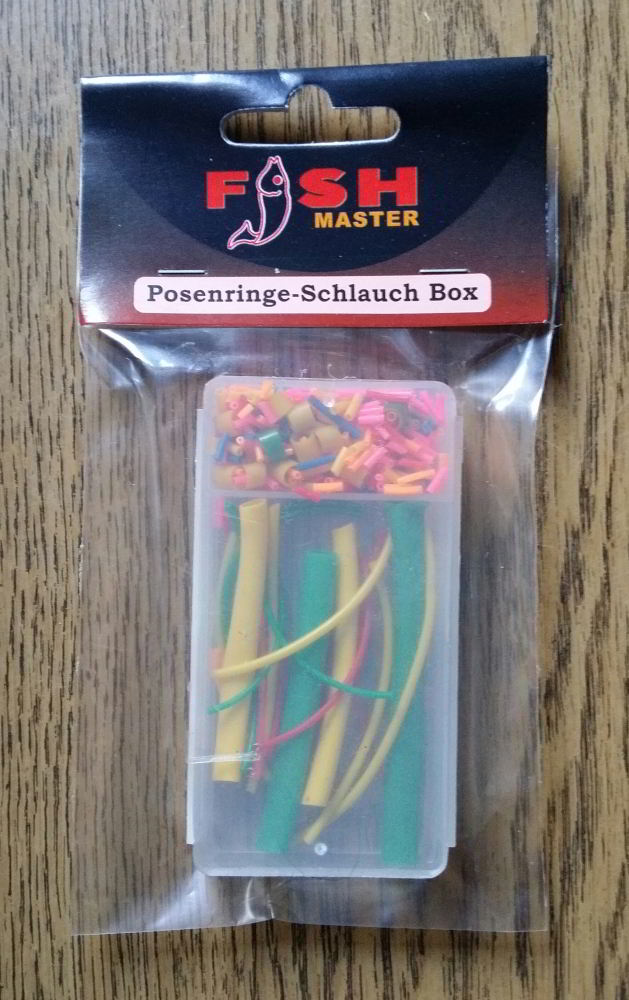 FISH
MASTER
Posenringe-Schlauch Box